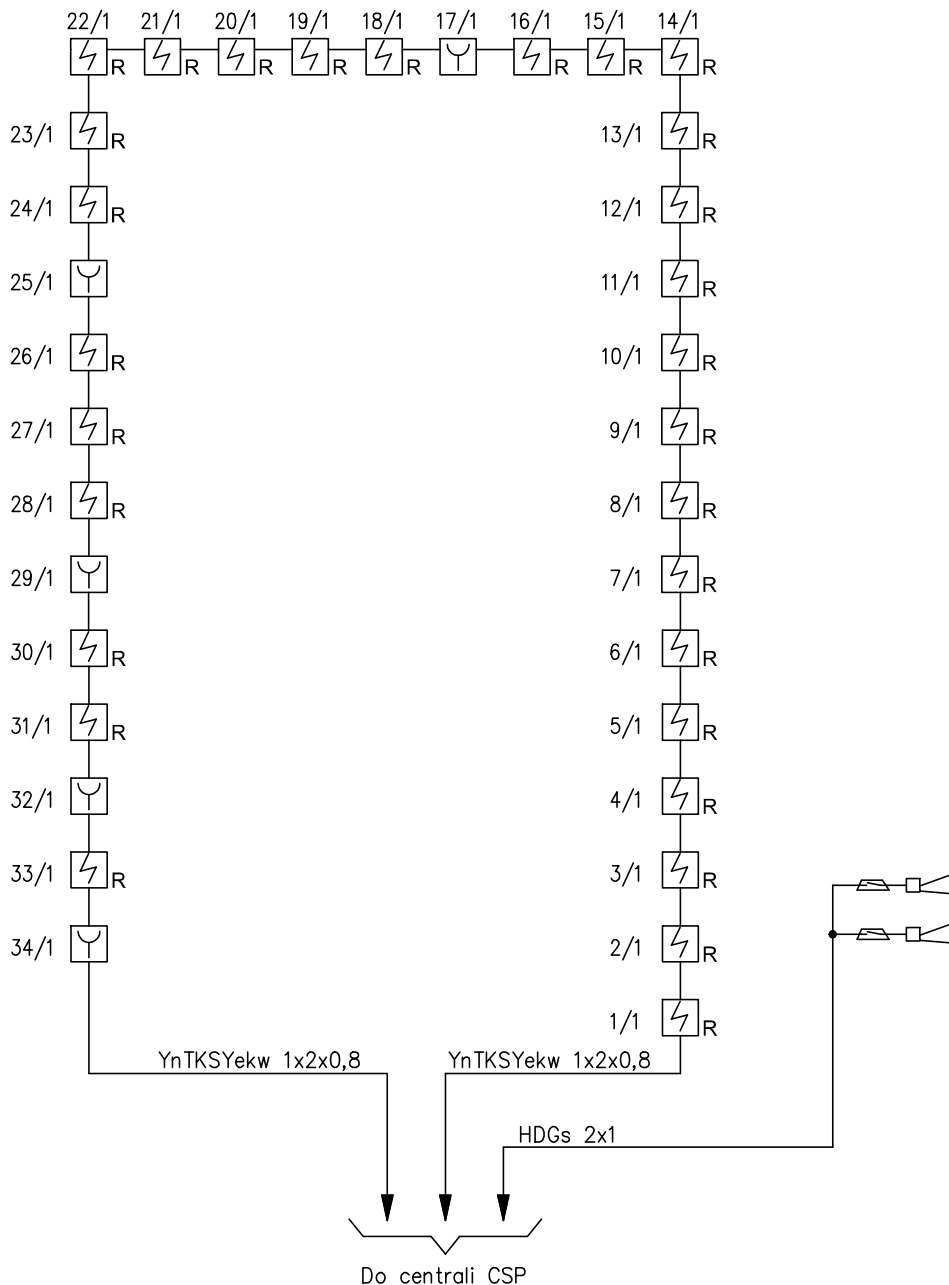 22/1 21/1 20/1 19/1 18/1 17/1 16/1 15/1 14/1
R R R R R R R R
23/1 R 13/1 R
24/1 R 12/1 R
25/1 11/1 R
26/1 R 10/1 R
27/1 R 9/1 R
28/1 R 8/1 R
29/1 7/1 R
30/1 R 6/1 R
31/1 R 5/1 R
32/1 4/1 R
33/1 R 3/1 R
34/1 2/1 R
1/1 R
YnTKSYekw 1x2x0,8 YnTKSYekw 1x2x0,8
HDGs 2x1
Do centrali CSP